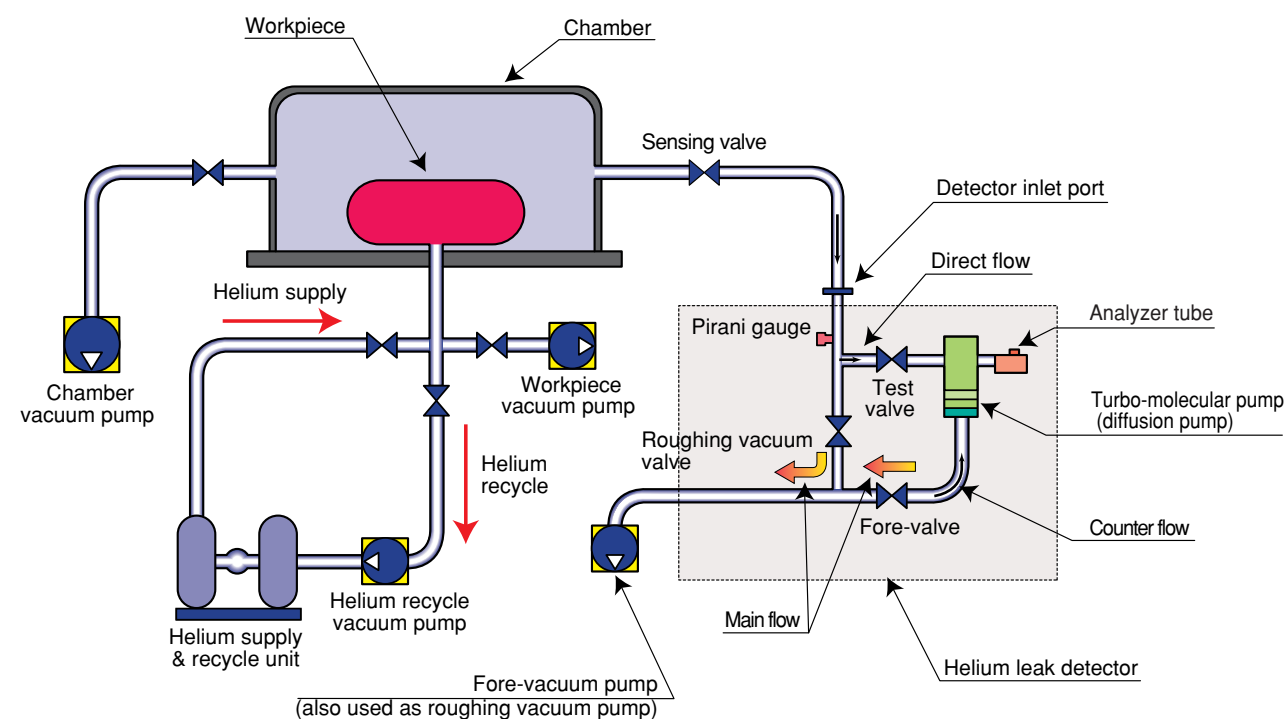 Workpiece
Chamber
Sensing valve
Detector inlet port
Helium supply
Direct flow
Pirani gauge
Analyzer tube
Chamber
vacuum pump
Workpiece
vacuum pump
Test
valve
Turbo-molecular pump
(diffusion pump)
Roughing vacuum
valve
Helium
recycle
Fore-valve
Counter flow
Helium recycle
vacuum pump
Main flow
Helium supply
& recycle unit
Helium leak detector
Fore-vacuum pump
(also used as roughing vacuum pump)